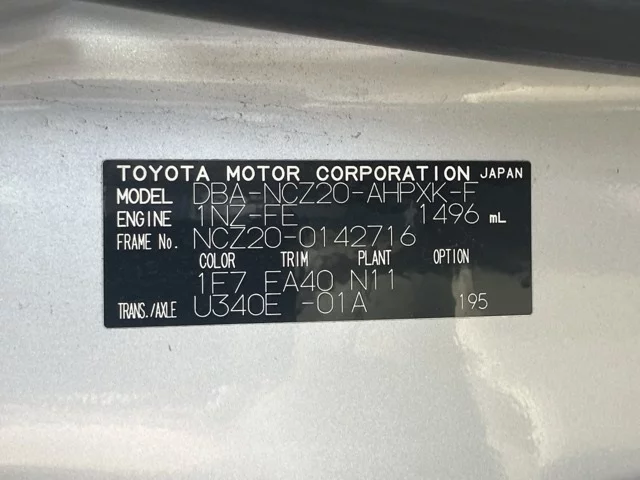 TOYOTA MOTOR CORPORATION JAPAN
MODEL DBA-NCZ20-AHPXK-F
ENGINE 1NZ-FE 1496 mL
FRAME No. NCZ20-0142716
COLOR TRIM PLANT OPTION
1E7 EA40 N11
TRANS./AXLE U340E -01A 195